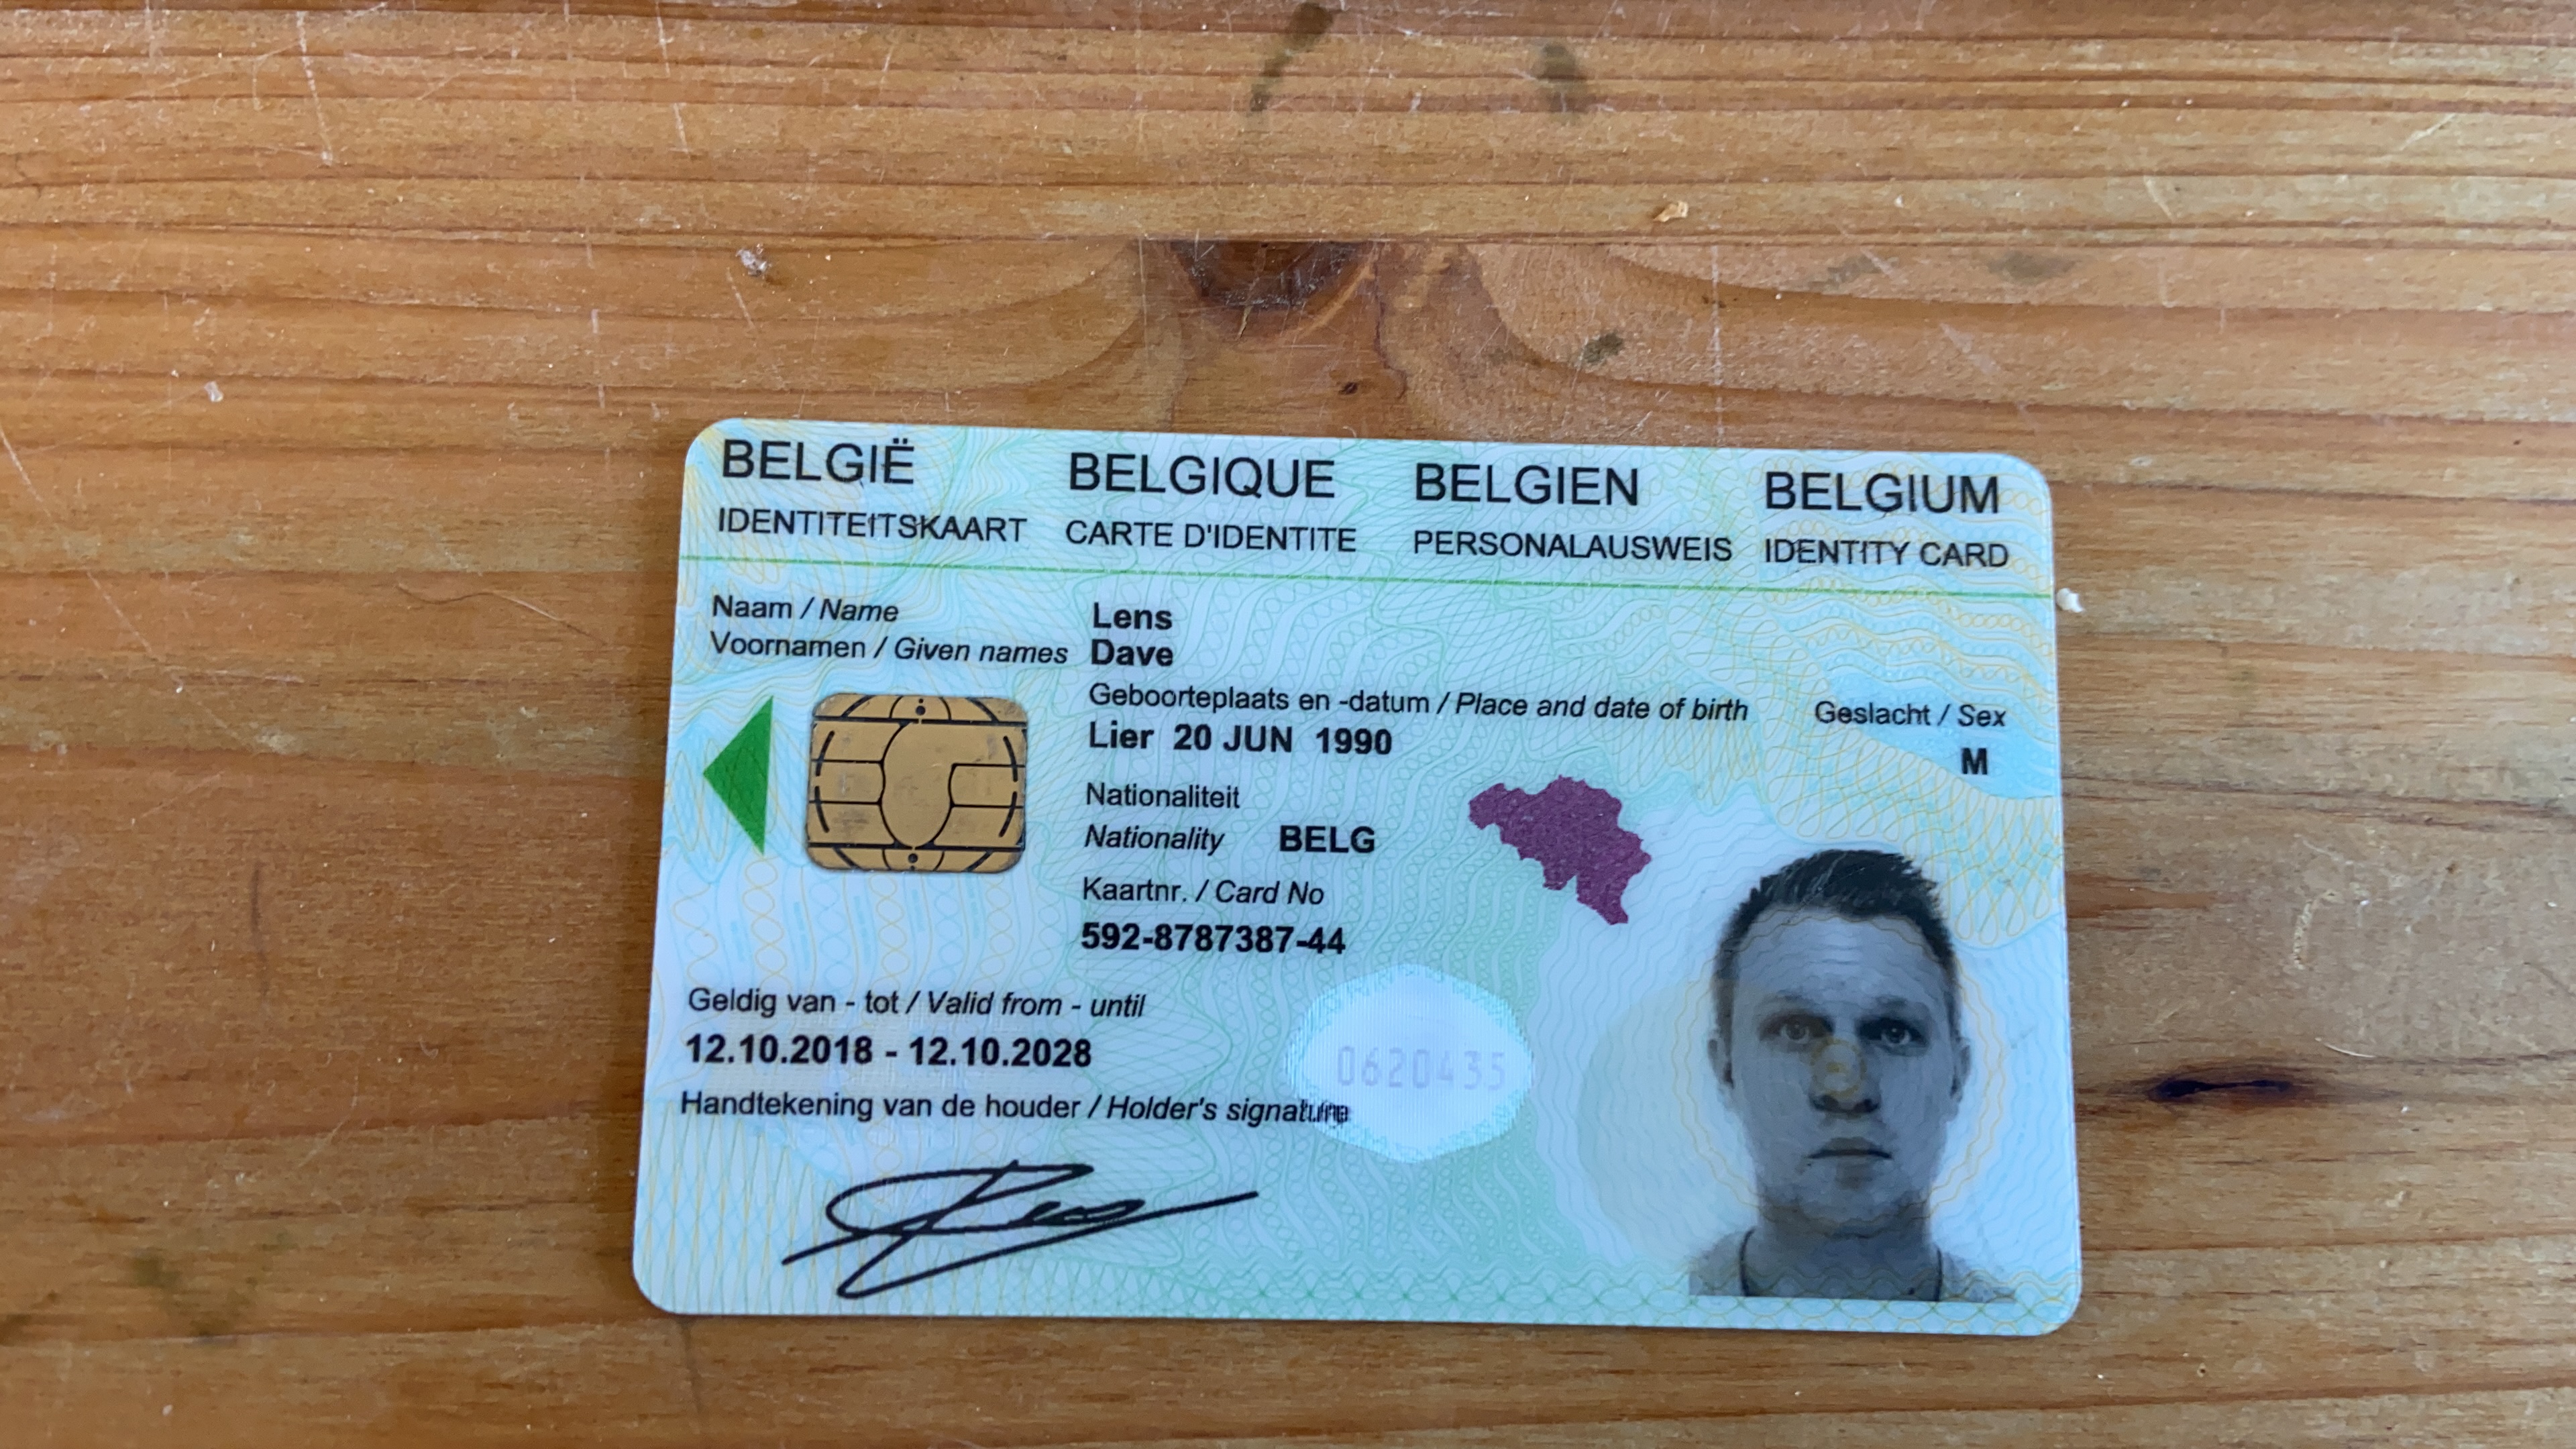 BELGIË BELGIQUE BELGIEN BELGIUM
IDENTITEITSKAART CARTE D'IDENTITE PERSONALAUSWEIS IDENTITY CARD
Naam / Name Lens
Voornamen / Given names Dave
Geboorteplaats en -datum / Place and date of birth Geslacht / Sex
Lier 20 JUN 1990 M
Nationaliteit
Nationality BELG
Kaartnr. / Card No
592-8787387-44
Geldig van - tot / Valid from - until
12.10.2018 - 12.10.2028
0620435
Handtekening van de houder / Holder's signature